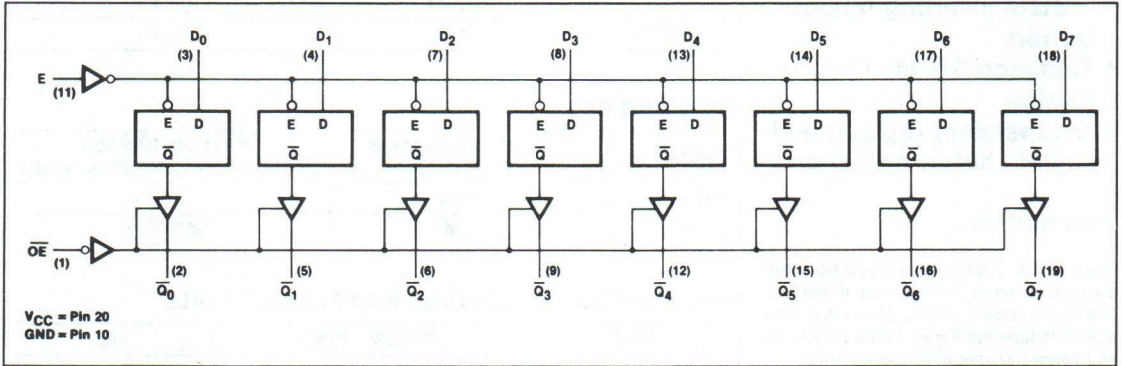 D0 D1 D2 D3 D4 D5 D6 D7
(3) (4) (7) (8) (13) (14) (17) (18)
E
(11)
E D E D E D E D E D E D E D E D
Q̅ Q̅ Q̅ Q̅ Q̅ Q̅ Q̅ Q̅
O̅E̅
(1)
Q̅0 (2) Q̅1 (5) Q̅2 (6) Q̅3 (9) Q̅4 (12) Q̅5 (15) Q̅6 (16) Q̅7 (19)
VCC = Pin 20
GND = Pin 10